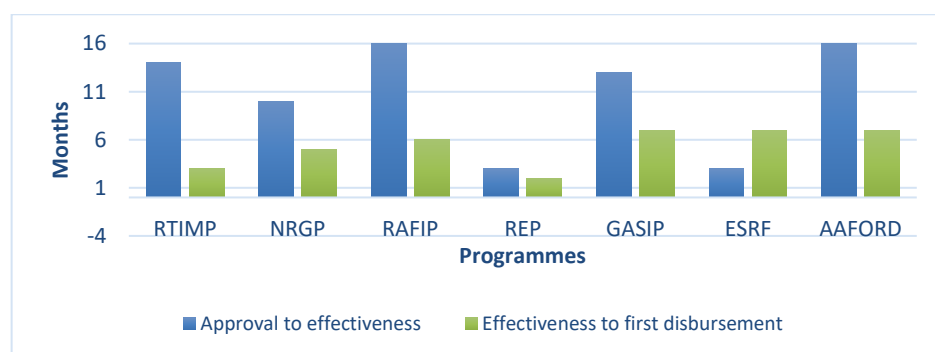 16
11
6
1
-4
Months
RTIMP NRGP RAFIP REP GASIP ESRF AAFORD
Programmes
Approval to effectiveness Effectiveness to first disbursement